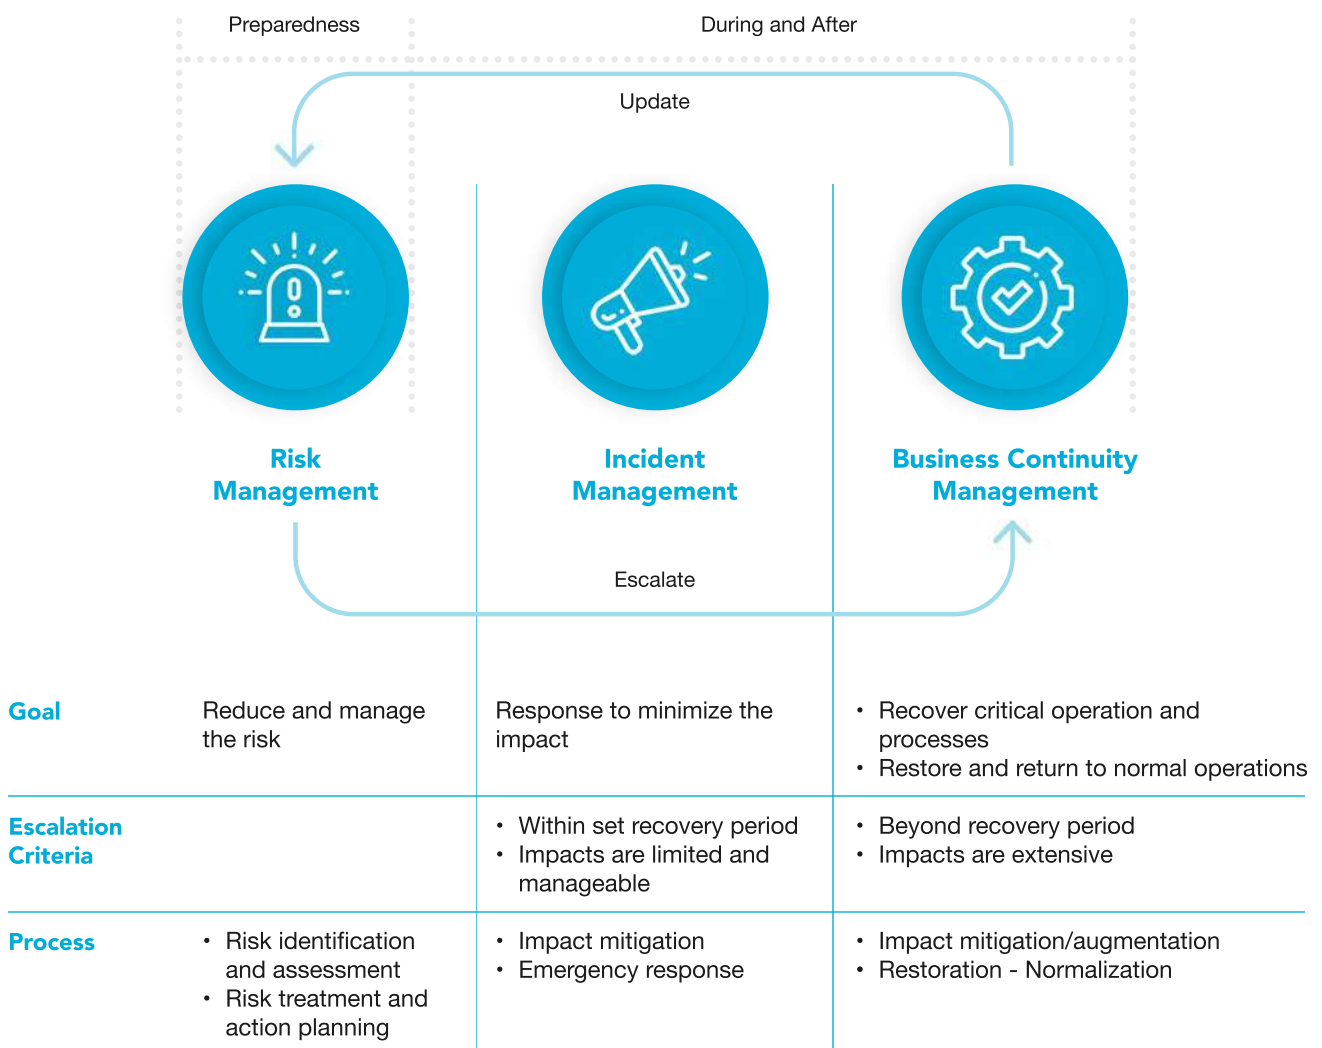 Preparedness
During and After
Update
Risk
Management
Incident
Management
Business Continuity
Management
Escalate
Goal
Reduce and manage
the risk
Response to minimize the
impact
• Recover critical operation and
processes
• Restore and return to normal operations
Escalation
Criteria
• Within set recovery period
• Impacts are limited and
manageable
• Beyond recovery period
• Impacts are extensive
Process
• Risk identification
and assessment
• Risk treatment and
action planning
• Impact mitigation
• Emergency response
• Impact mitigation/augmentation
• Restoration - Normalization